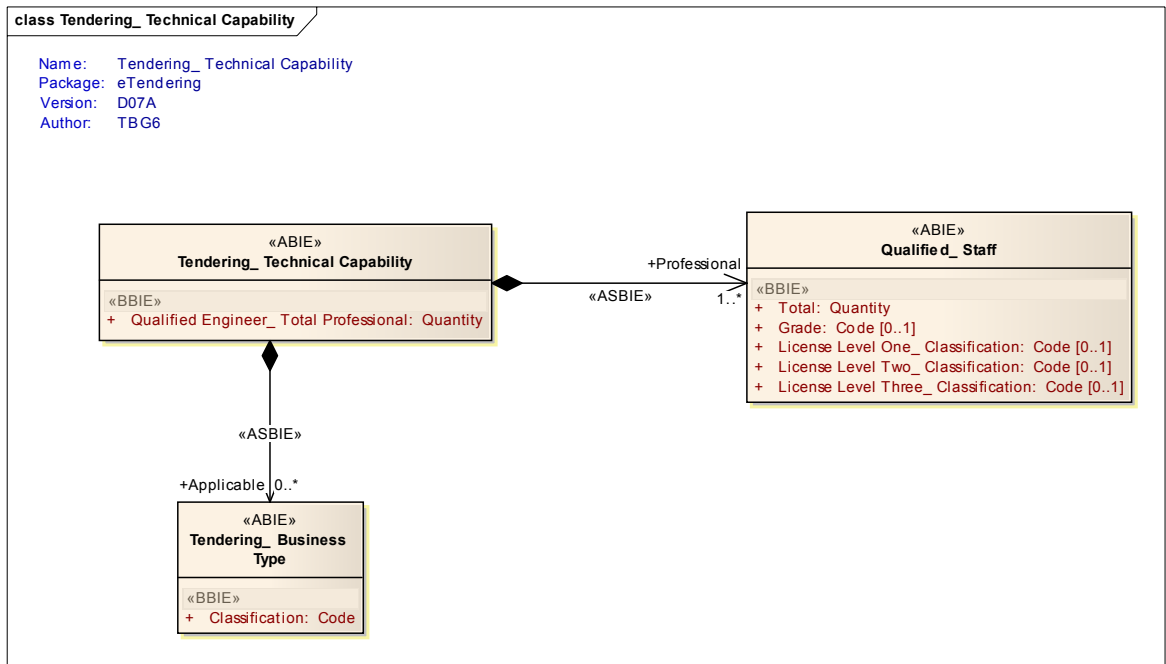 class Tendering_ Technical Capability
Name: Tendering_ Technical Capability
Package: eTendering
Version: D07A
Author: TBG6
«ABIE»
Tendering_ Technical Capability
«BBIE»
+ Qualified Engineer_ Total Professional: Quantity
+Professional
«ASBIE»
1..*
«ABIE»
Qualified_ Staff
«BBIE»
+ Total: Quantity
+ Grade: Code [0..1]
+ License Level One_ Classification: Code [0..1]
+ License Level Two_ Classification: Code [0..1]
+ License Level Three_ Classification: Code [0..1]
«ASBIE»
+Applicable 0..*
«ABIE»
Tendering_ Business
Type
«BBIE»
+ Classification: Code